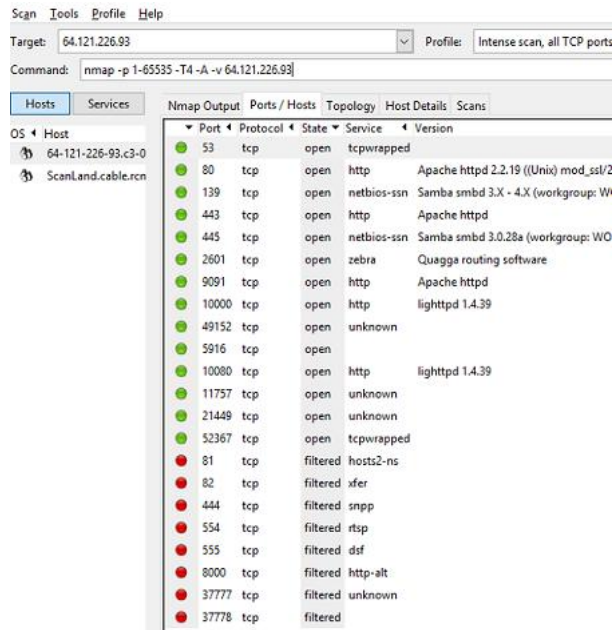 Scan Tools Profile Help
Target: 64.121.226.93 Profile: Intense scan, all TCP ports
Command: nmap -p 1-65535 -T4 -A -v 64.121.226.93
Hosts Services Nmap Output Ports / Hosts Topology Host Details Scans
OS Host
64-121-226-93.c3-0
ScanLand.cable.rcn
Port Protocol State Service Version
53 tcp open tcpwrapped
80 tcp open http Apache httpd 2.2.19 ((Unix) mod_ssl/2
139 tcp open netbios-ssn Samba smbd 3.X - 4.X (workgroup: WO
443 tcp open http Apache httpd
445 tcp open netbios-ssn Samba smbd 3.0.28a (workgroup: WO
2601 tcp open zebra Quagga routing software
9091 tcp open http Apache httpd
10000 tcp open http lighttpd 1.4.39
49152 tcp open unknown
5916 tcp open
10080 tcp open http lighttpd 1.4.39
11757 tcp open unknown
21449 tcp open unknown
52367 tcp open tcpwrapped
81 tcp filtered hosts2-ns
82 tcp filtered xfer
444 tcp filtered snpp
554 tcp filtered rtsp
555 tcp filtered dsf
8000 tcp filtered http-alt
37777 tcp filtered unknown
37778 tcp filtered